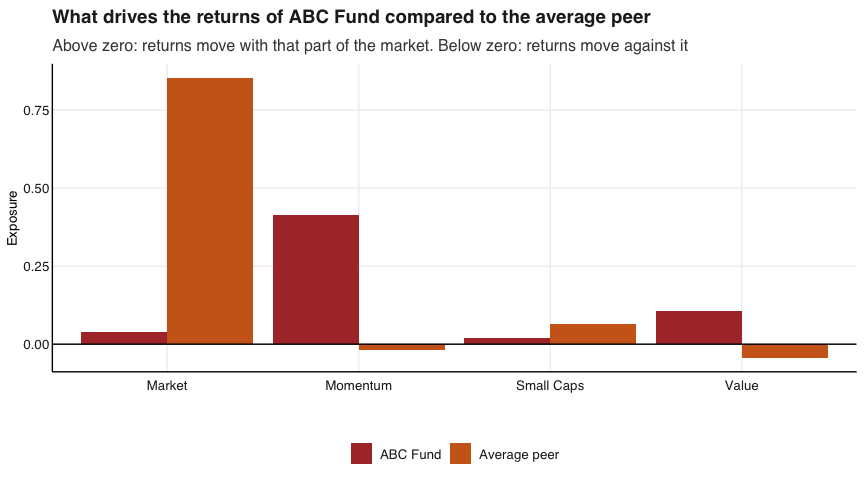 What drives the returns of ABC Fund compared to the average peer
Above zero: returns move with that part of the market. Below zero: returns move against it
Exposure
0.75
0.50
0.25
0.00
Market Momentum Small Caps Value
ABC Fund Average peer